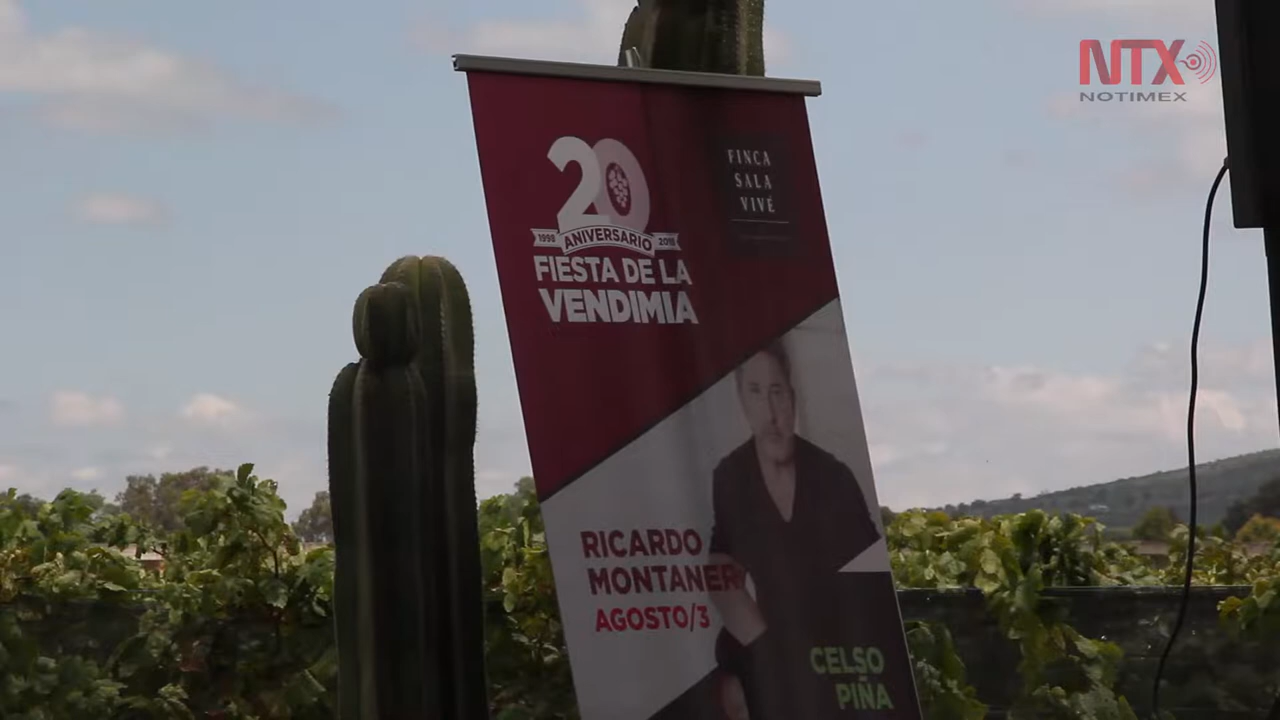 NTX
NOTIMEX
20
1998 ANIVERSARIO 2018
FIESTA DE LA
VENDIMIA
FINCA
SALA
VIVÉ
RICARDO
MONTANER
AGOSTO/3
CELSO
PIÑA